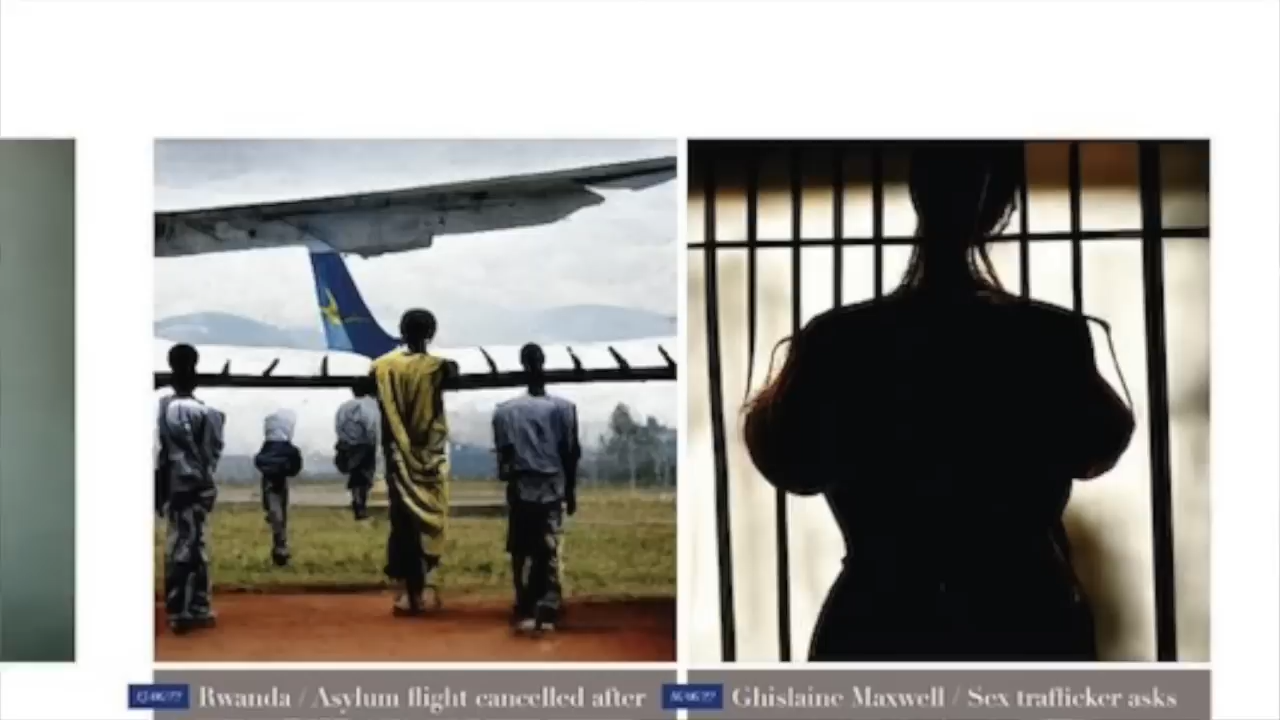 Rwanda / Asylum flight cancelled after
Ghislaine Maxwell / Sex trafficker asks